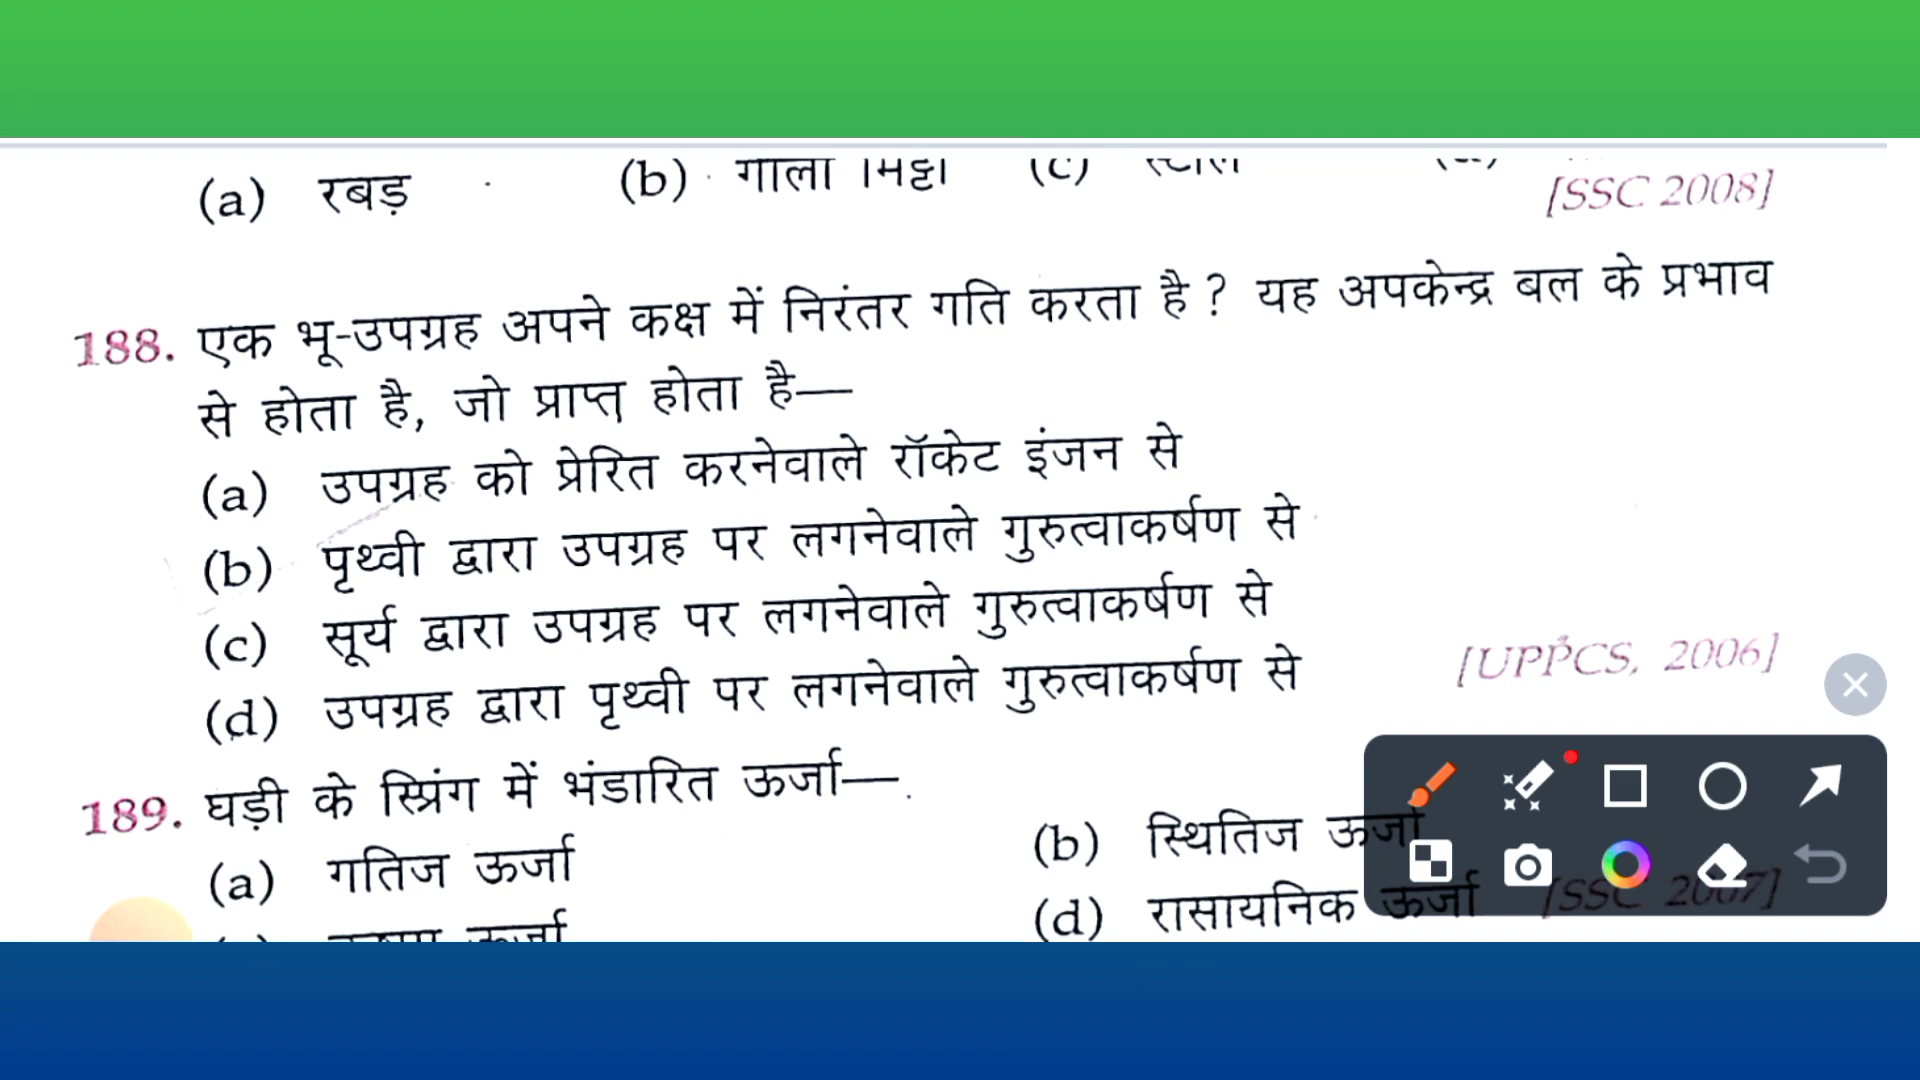 (a) रबड़ (b) गीली मिट्टी (c) स्टील
[SSC 2008]
188. एक भू-उपग्रह अपने कक्ष में निरंतर गति करता है ? यह अपकेन्द्र बल के प्रभाव
से होता है, जो प्राप्त होता है—
(a) उपग्रह को प्रेरित करनेवाले रॉकेट इंजन से
(b) पृथ्वी द्वारा उपग्रह पर लगनेवाले गुरुत्वाकर्षण से
(c) सूर्य द्वारा उपग्रह पर लगनेवाले गुरुत्वाकर्षण से
(d) उपग्रह द्वारा पृथ्वी पर लगनेवाले गुरुत्वाकर्षण से
[UPPCS, 2006]
189. घड़ी के स्प्रिंग में भंडारित ऊर्जा—
(a) गतिज ऊर्जा (b) स्थितिज ऊर्जा
(d) रासायनिक ऊर्जा [SSC 2007]